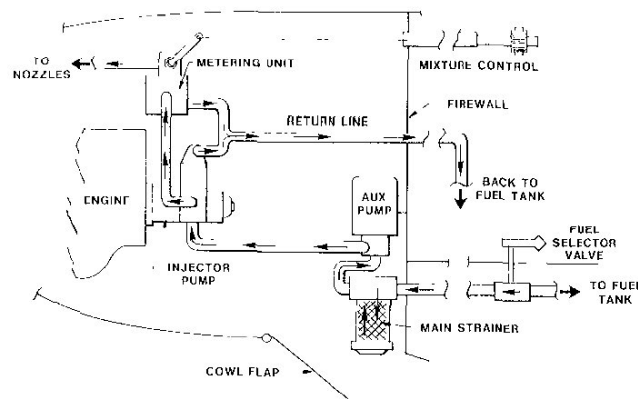 TO
NOZZLES
METERING UNIT
MIXTURE CONTROL
FIREWALL
RETURN LINE
BACK TO
FUEL TANK
ENGINE
AUX
PUMP
FUEL
SELECTOR
VALVE
INJECTOR
PUMP
TO FUEL
TANK
MAIN STRAINER
COWL FLAP